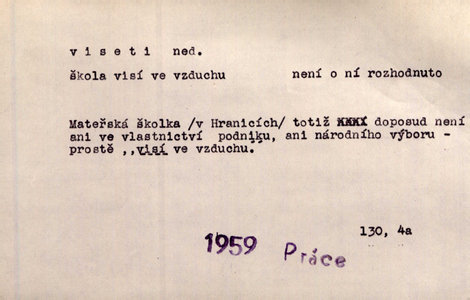 v i s e t i  ned.
škola visí ve vzduchu          není o ní rozhodnuto
Mateřská školka /v Hranicích/ totiž XXXX doposud není
ani ve vlastnictví podniku, ani národního výboru -
prostě ,,visí ve vzduchu.
130, 4a
1959 Práce